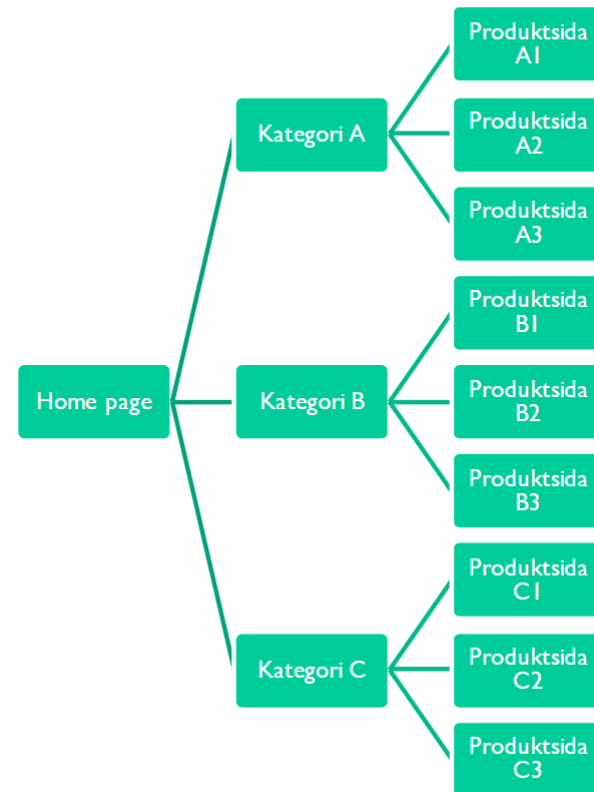 Produktsida
A1
Kategori A
Produktsida
A2
Produktsida
A3
Produktsida
B1
Home page
Kategori B
Produktsida
B2
Produktsida
B3
Produktsida
C1
Kategori C
Produktsida
C2
Produktsida
C3